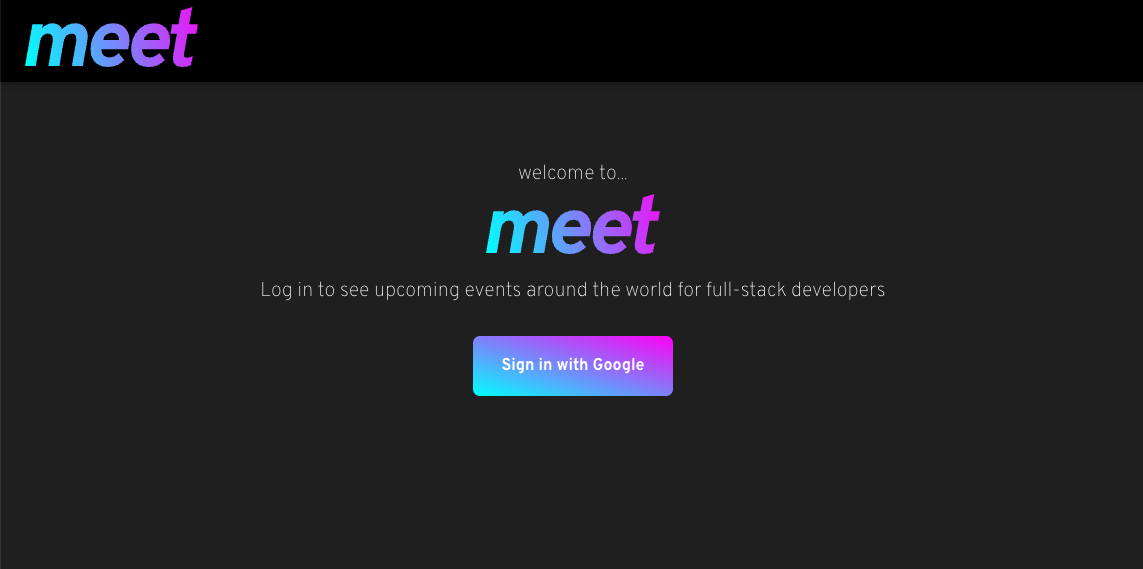 meet
welcome to...
meet
Log in to see upcoming events around the world for full-stack developers
Sign in with Google